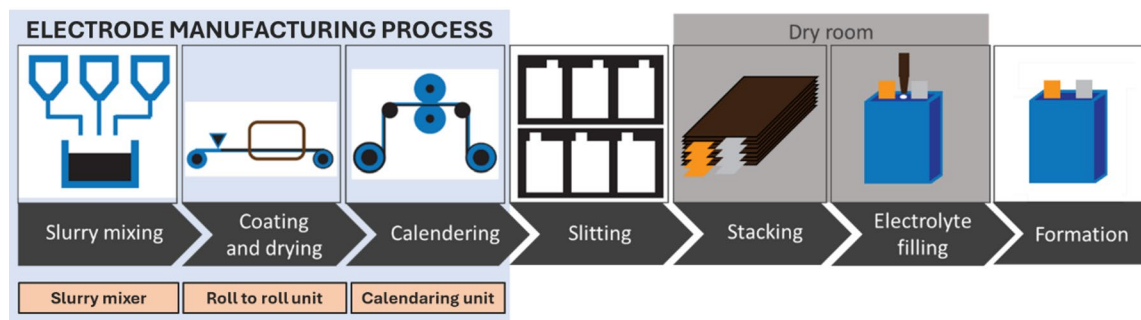 ELECTRODE MANUFACTURING PROCESS
Dry room
Slurry mixing
Coating
and drying
Calendering
Slitting
Stacking
Electrolyte
filling
Formation
Slurry mixer
Roll to roll unit
Calendaring unit